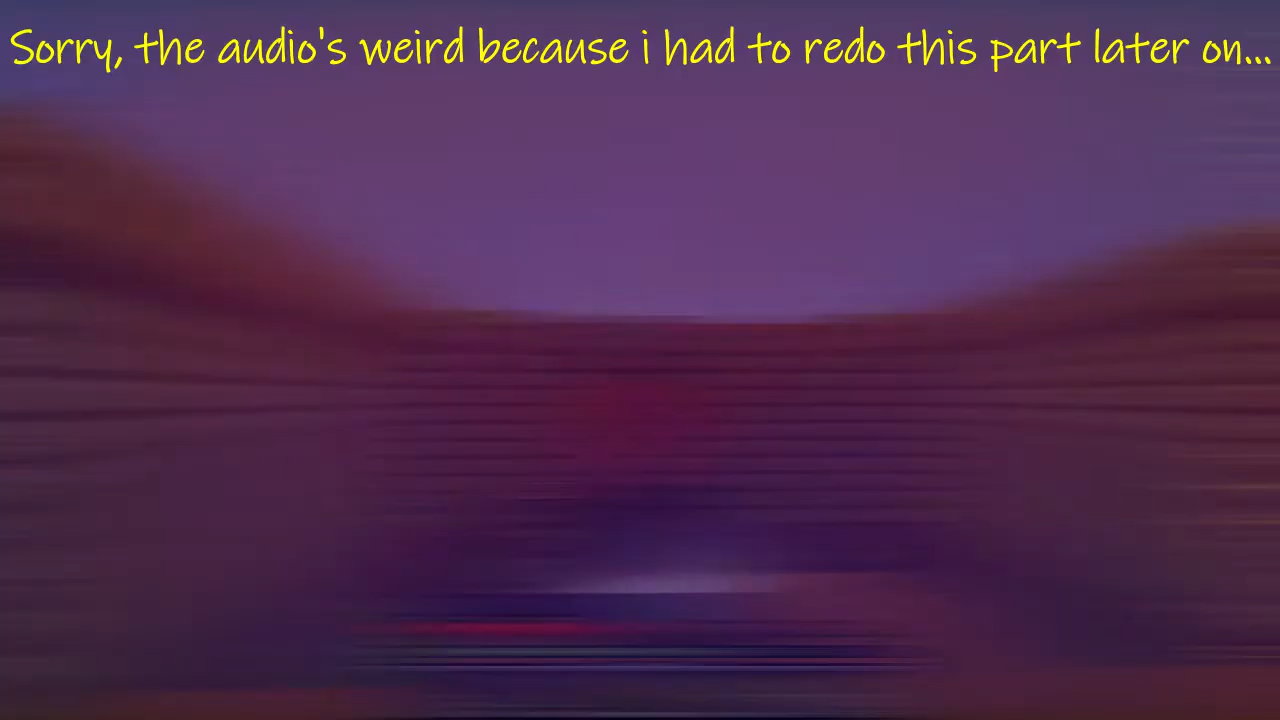 Sorry, the audio's weird because i had to redo this part later on...